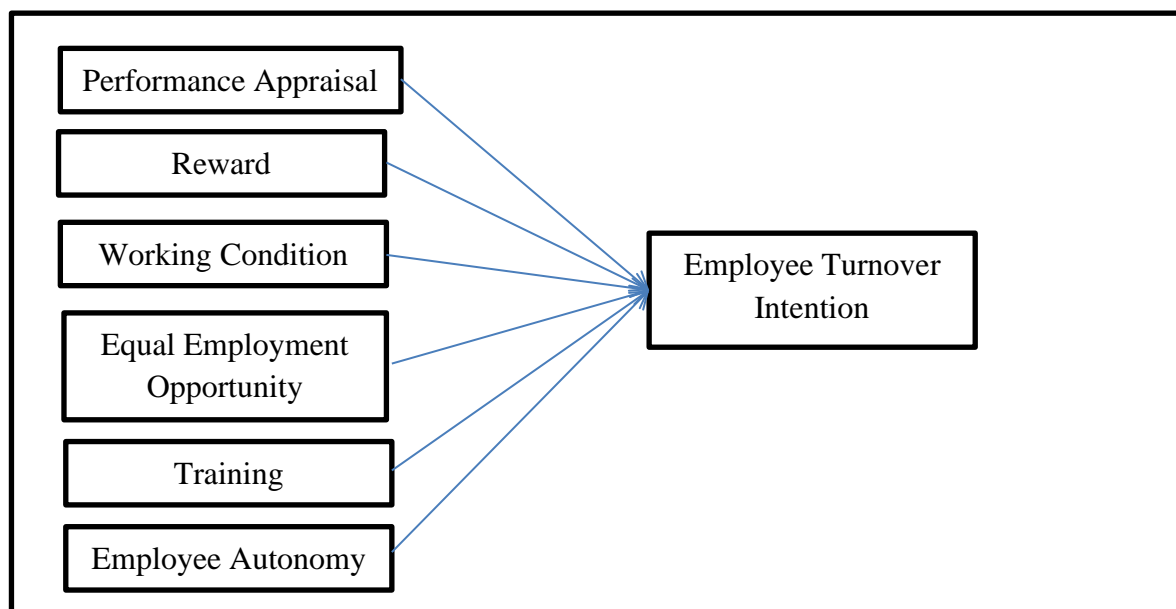 Performance Appraisal
Reward
Working Condition
Equal Employment
Opportunity
Training
Employee Autonomy
Employee Turnover
Intention